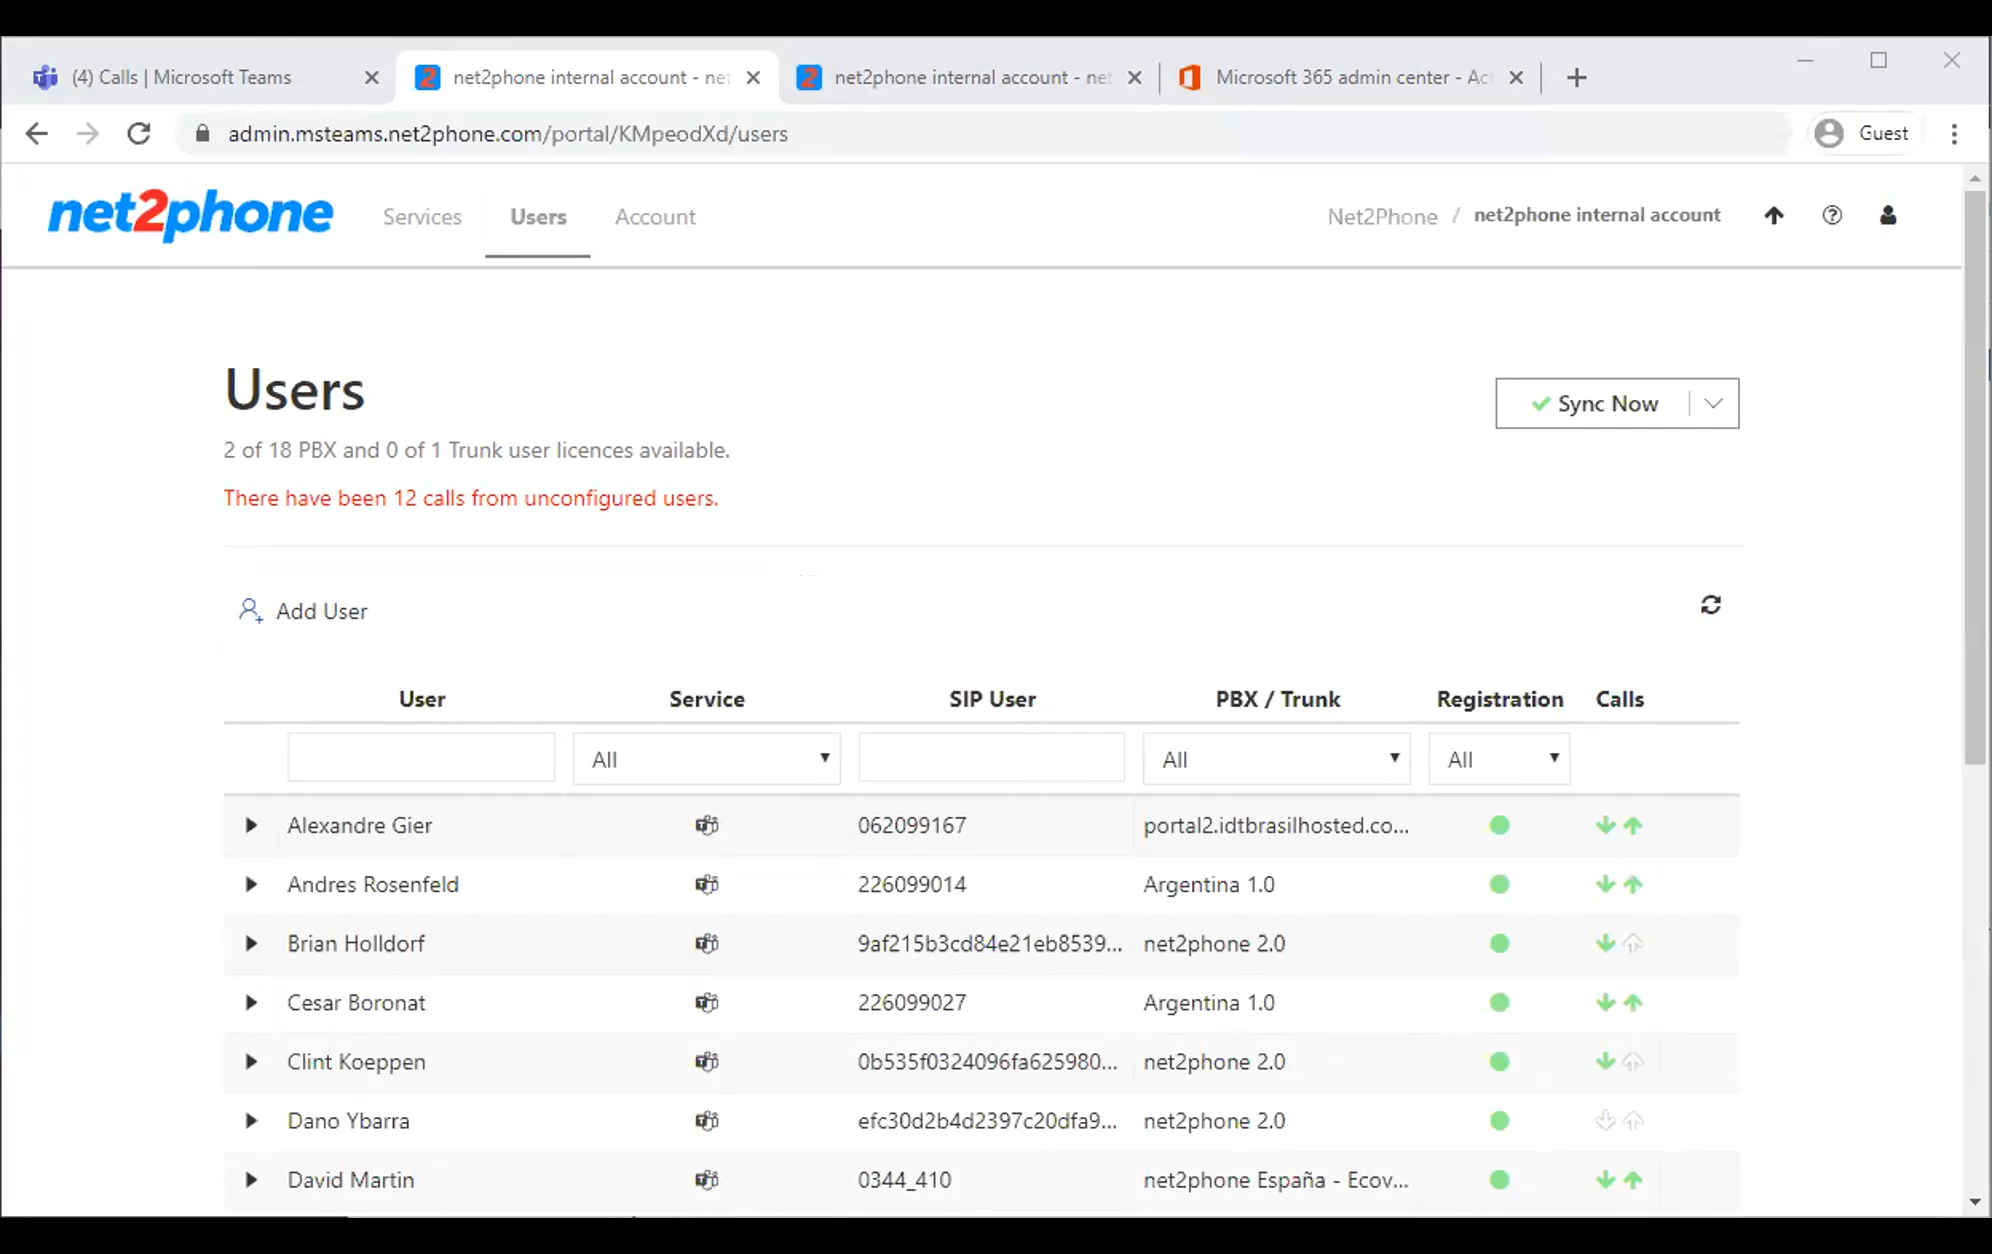 (4) Calls | Microsoft Teams
net2phone internal account - net
net2phone internal account - net
Microsoft 365 admin center - Act
admin.msteams.net2phone.com/portal/KMpeodXd/users
Guest
net2phone
Services
Users
Account
Net2Phone / net2phone internal account
Users
Sync Now
2 of 18 PBX and 0 of 1 Trunk user licences available.
There have been 12 calls from unconfigured users.
Add User
User Service SIP User PBX / Trunk Registration Calls
All All All
Alexandre Gier 062099167 portal2.idtbrasilhosted.co...
Andres Rosenfeld 226099014 Argentina 1.0
Brian Holldorf 9af215b3cd84e21eb8539... net2phone 2.0
Cesar Boronat 226099027 Argentina 1.0
Clint Koeppen 0b535f0324096fa625980... net2phone 2.0
Dano Ybarra efc30d2b4d2397c20dfa9... net2phone 2.0
David Martin 0344_410 net2phone España - Ecov...